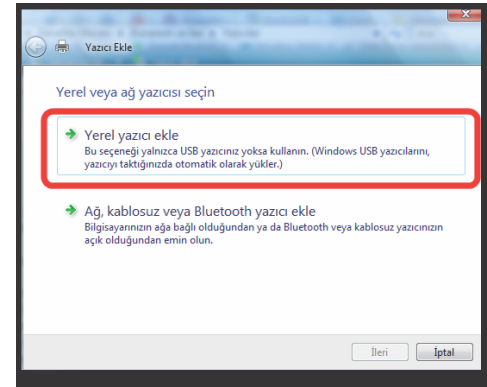 Yazıcı Ekle
Yerel veya ağ yazıcısı seçin
Yerel yazıcı ekle
Bu seçeneği yalnızca USB yazıcınız yoksa kullanın. (Windows USB yazıcılarını,
yazıcıyı taktığınızda otomatik olarak yükler.)
Ağ, kablosuz veya Bluetooth yazıcı ekle
Bilgisayarınızın ağa bağlı olduğundan ya da Bluetooth veya kablosuz yazıcınızın
açık olduğundan emin olun.
İleri İptal